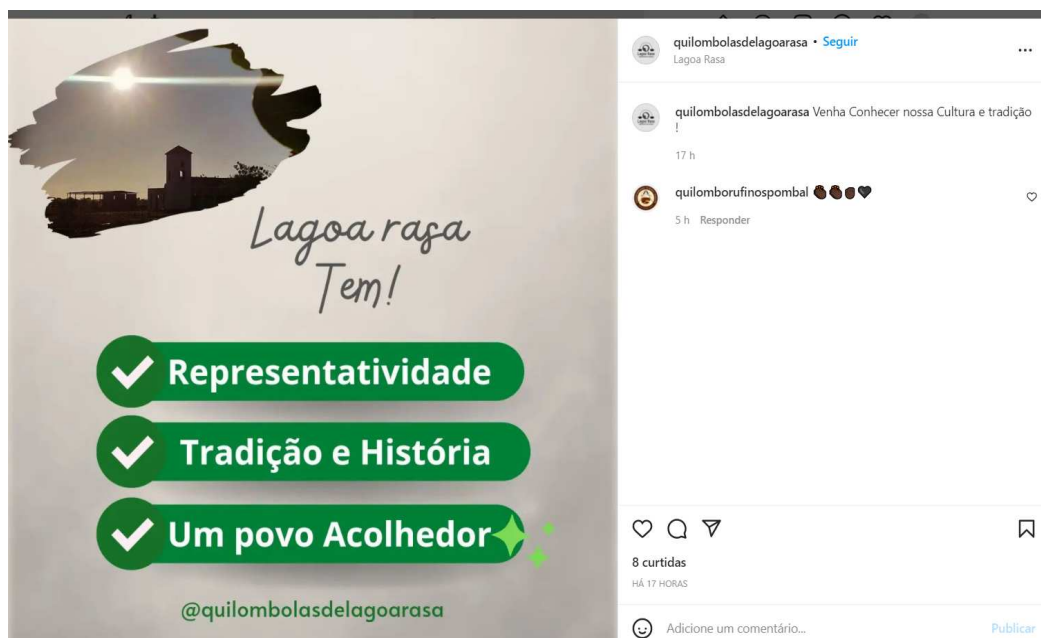 Lagoa rasa
Tem!
Representatividade
Tradição e História
Um povo Acolhedor
@quilombolasdelagoarasa
quilombolasdelagoarasa • Seguir
Lagoa Rasa
quilombolasdelagoarasa Venha Conhecer nossa Cultura e tradição
!
17 h
quilomborufinospombal 👏🏿👏🏿✊🏿🖤
5 h Responder
8 curtidas
HÁ 17 HORAS
Adicione um comentário...
Publicar